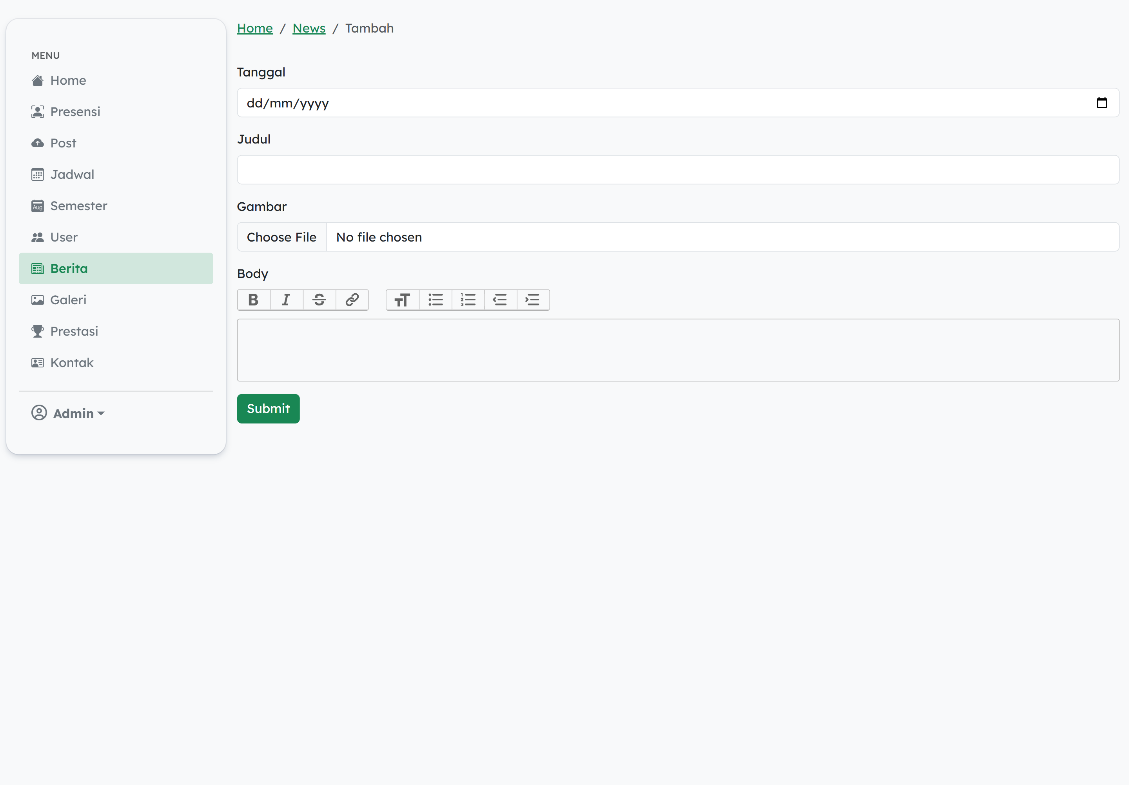 MENU
Home
Presensi
Post
Jadwal
Aug
Semester
User
Berita
Galeri
Prestasi
Kontak
Admin
Home / News / Tambah
Tanggal
dd/mm/yyyy
Judul
Gambar
Choose File No file chosen
Body
B I S
Submit